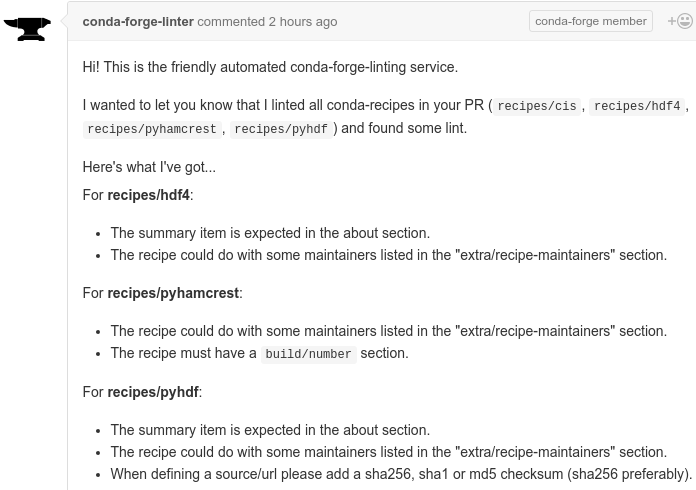 conda-forge-linter commented 2 hours ago conda-forge member +
Hi! This is the friendly automated conda-forge-linting service.
I wanted to let you know that I linted all conda-recipes in your PR ( recipes/cis , recipes/hdf4 ,
recipes/pyhamcrest , recipes/pyhdf ) and found some lint.
Here's what I've got...
For recipes/hdf4:
• The summary item is expected in the about section.
• The recipe could do with some maintainers listed in the "extra/recipe-maintainers" section.
For recipes/pyhamcrest:
• The recipe could do with some maintainers listed in the "extra/recipe-maintainers" section.
• The recipe must have a build/number section.
For recipes/pyhdf:
• The summary item is expected in the about section.
• The recipe could do with some maintainers listed in the "extra/recipe-maintainers" section.
• When defining a source/url please add a sha256, sha1 or md5 checksum (sha256 preferably).